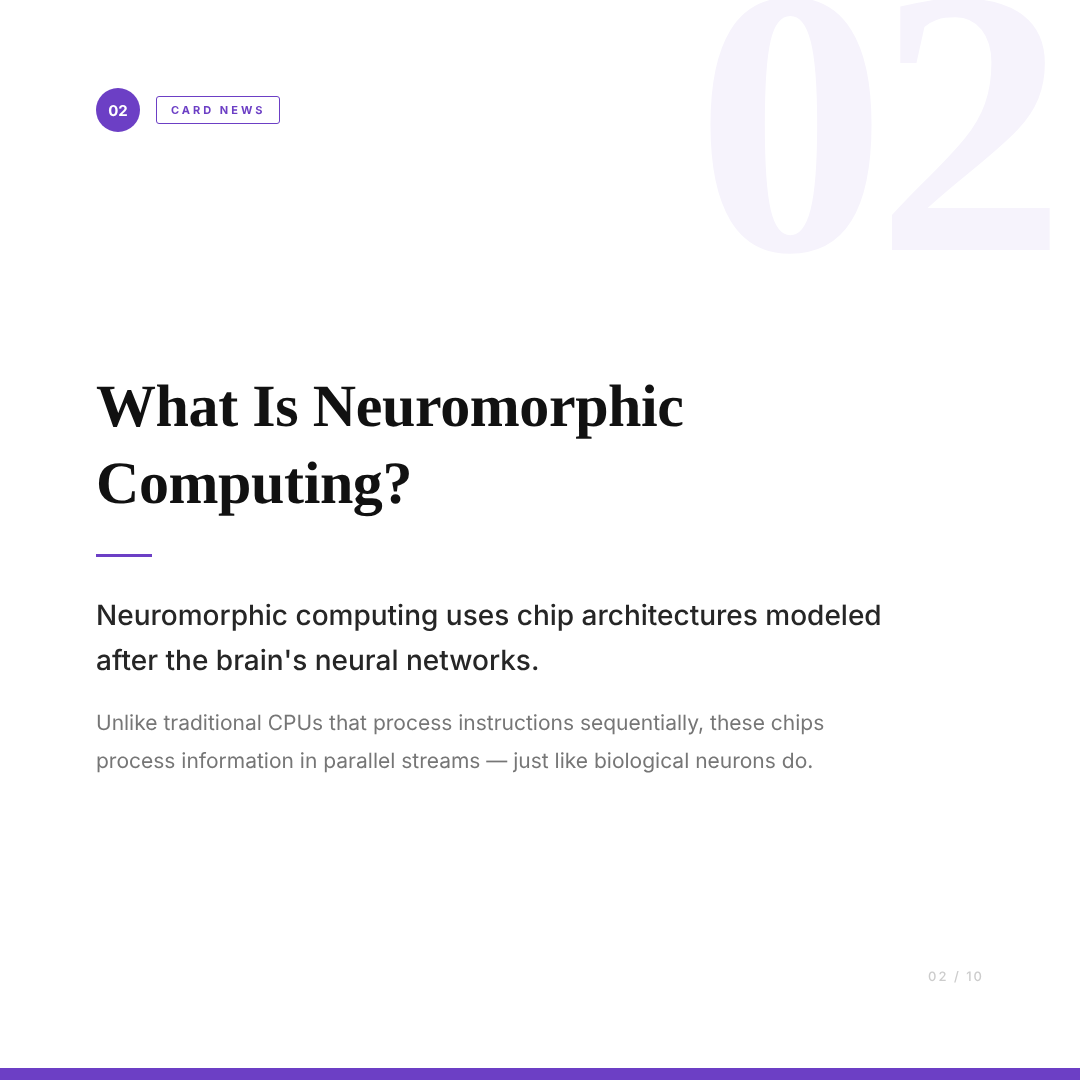 02
02
CARD NEWS
What Is Neuromorphic
Computing?
Neuromorphic computing uses chip architectures modeled
after the brain's neural networks.
Unlike traditional CPUs that process instructions sequentially, these chips
process information in parallel streams — just like biological neurons do.
02 / 10